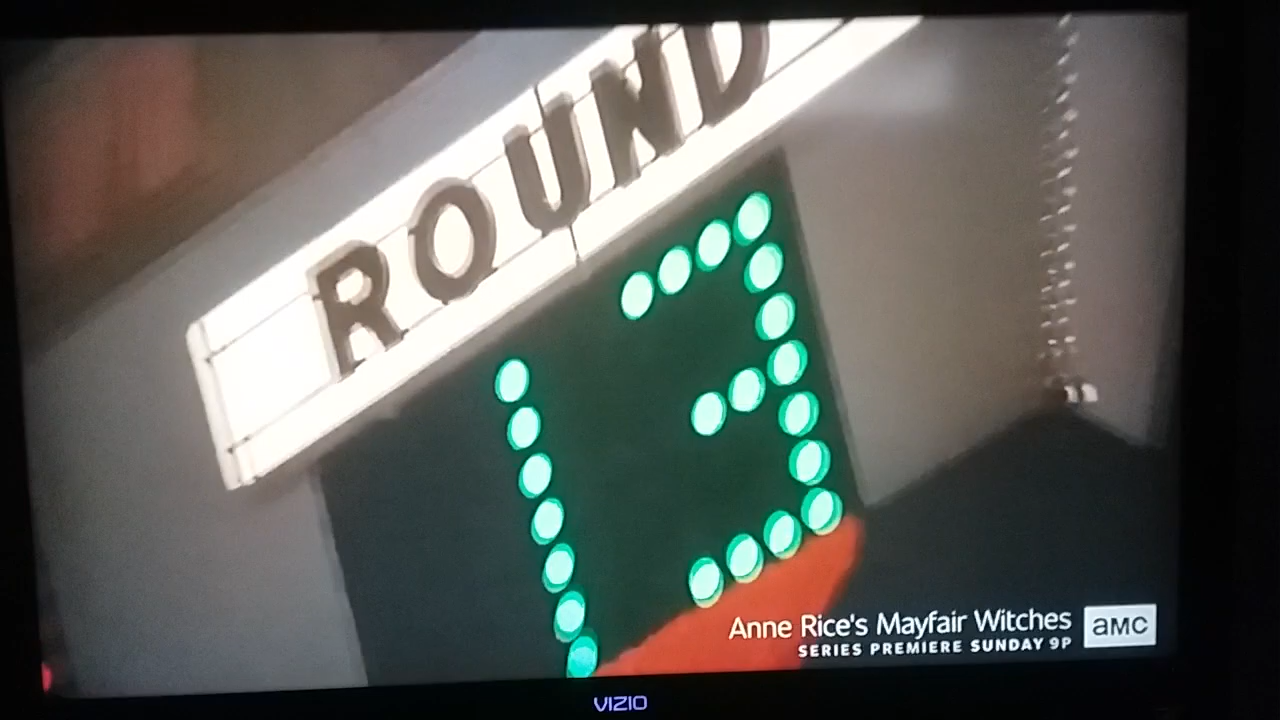 ROUND
13
Anne Rice's Mayfair Witches
SERIES PREMIERE SUNDAY 9P
aMC
VIZIO